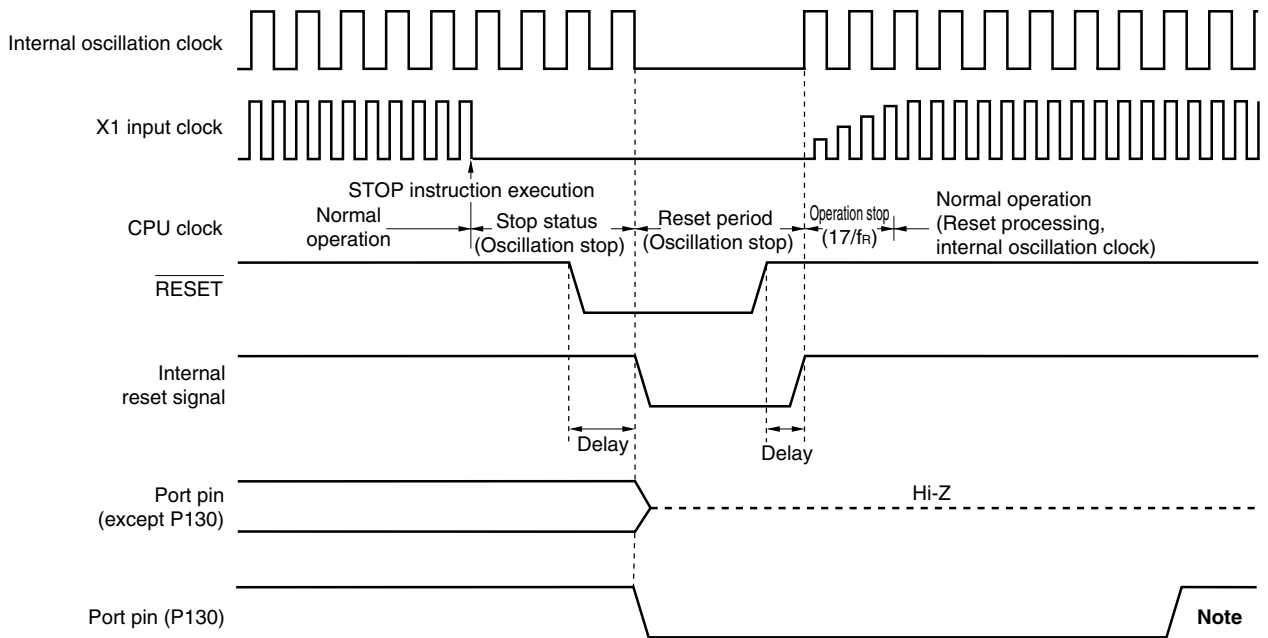 Internal oscillation clock
X1 input clock
STOP instruction execution
CPU clock
Normal
operation
Stop status
(Oscillation stop)
Reset period
(Oscillation stop)
Operation stop
(17/fR)
Normal operation
(Reset processing,
internal oscillation clock)
RESET
Internal
reset signal
Delay
Delay
Port pin
(except P130)
Hi-Z
Port pin (P130)
Note